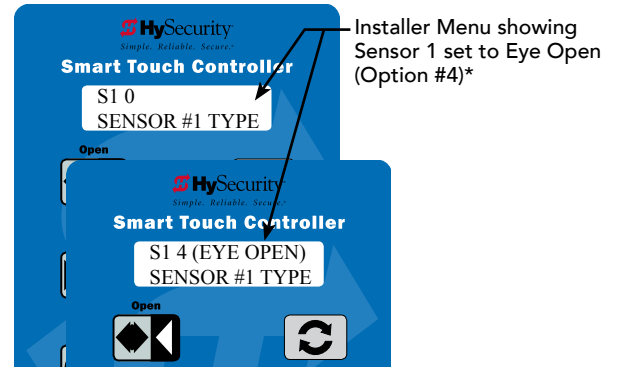 HySecurity
Simple. Reliable. Secure.
Smart Touch Controller
S1 0
SENSOR #1 TYPE
Open
HySecurity
Simple. Reliable. Secure.
Smart Touch Controller
S1 4 (EYE OPEN)
SENSOR #1 TYPE
Open
Installer Menu showing
Sensor 1 set to Eye Open
(Option #4)*